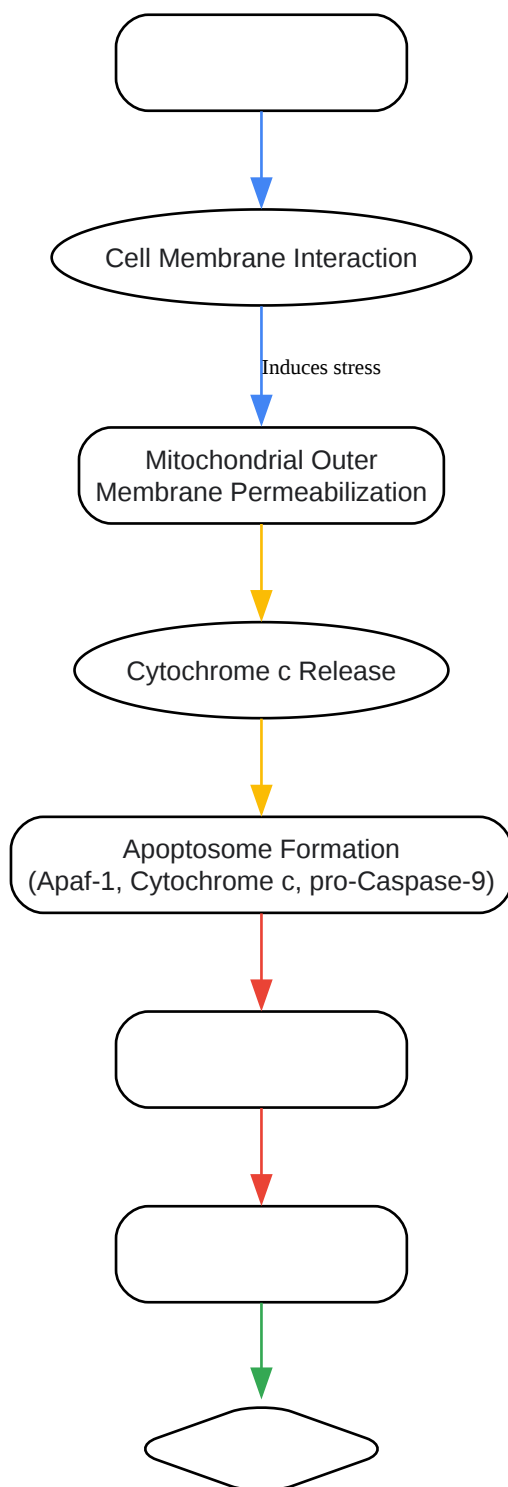 Cell Membrane Interaction
Induces stress
Mitochondrial Outer
Membrane Permeabilization
Cytochrome c Release
Apoptosome Formation
(Apaf-1, Cytochrome c, pro-Caspase-9)